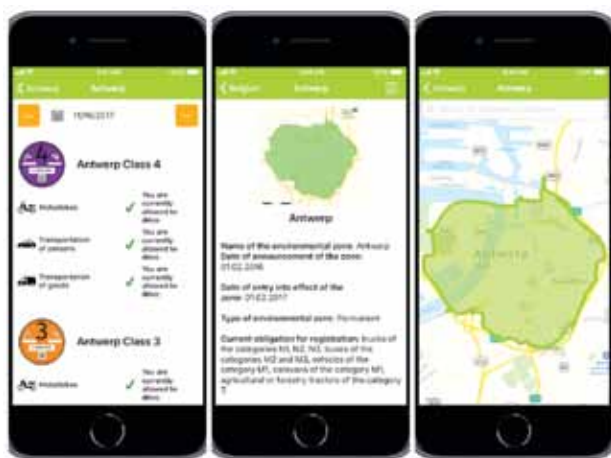 Antwerp
15/06/2017
4
Antwerp Class 4
Motorbikes
You are
currently
allowed to
drive.
Transportation
of persons
You are
currently
allowed to
drive.
Transportation
of goods
You are
currently
allowed to
drive.
3
Antwerp Class 3
Motorbikes
You are
currently
allowed to
drive.
Belgium
Antwerp
Antwerp
Name of the environmental zone: Antwerp
Date of announcement of the zone:
01.02.2016
Date of entry into effect of the
zone: 01.02.2017
Type of environmental zone: Permanent
Current obligation for registration: trucks of
the categories N1, N2, N3, buses of the
categories M2 and M3, vehicles of the
category M1, caravans of the category M1,
agricultural or forestry tractors of the category
T
Antwerp
Antwerp